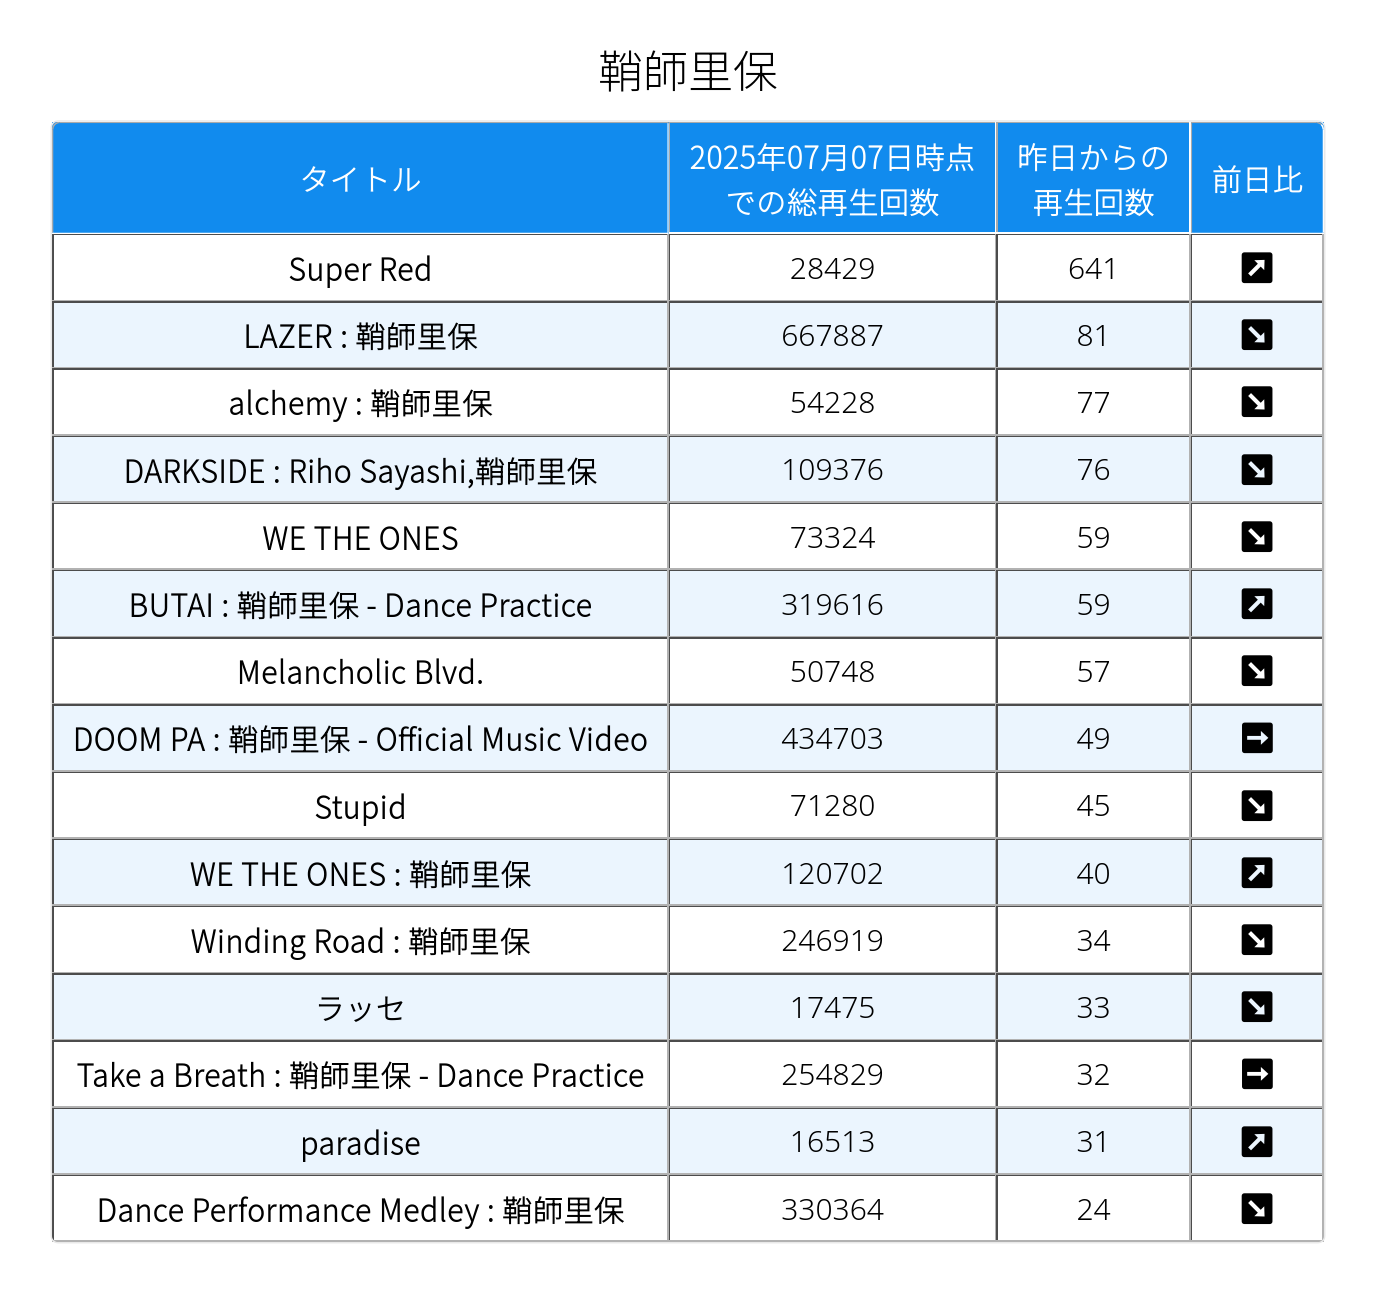 鞘師里保
タイトル 2025年07月07日時点での総再生回数 昨日からの再生回数 前日比
Super Red 28429 641 ↗
LAZER : 鞘師里保 667887 81 ↘
alchemy : 鞘師里保 54228 77 ↘
DARKSIDE : Riho Sayashi,鞘師里保 109376 76 ↘
WE THE ONES 73324 59 ↘
BUTAI : 鞘師里保 - Dance Practice 319616 59 ↗
Melancholic Blvd. 50748 57 ↘
DOOM PA : 鞘師里保 - Official Music Video 434703 49 →
Stupid 71280 45 ↘
WE THE ONES : 鞘師里保 120702 40 ↗
Winding Road : 鞘師里保 246919 34 ↘
ラッセ 17475 33 ↘
Take a Breath : 鞘師里保 - Dance Practice 254829 32 →
paradise 16513 31 ↗
Dance Performance Medley : 鞘師里保 330364 24 ↘